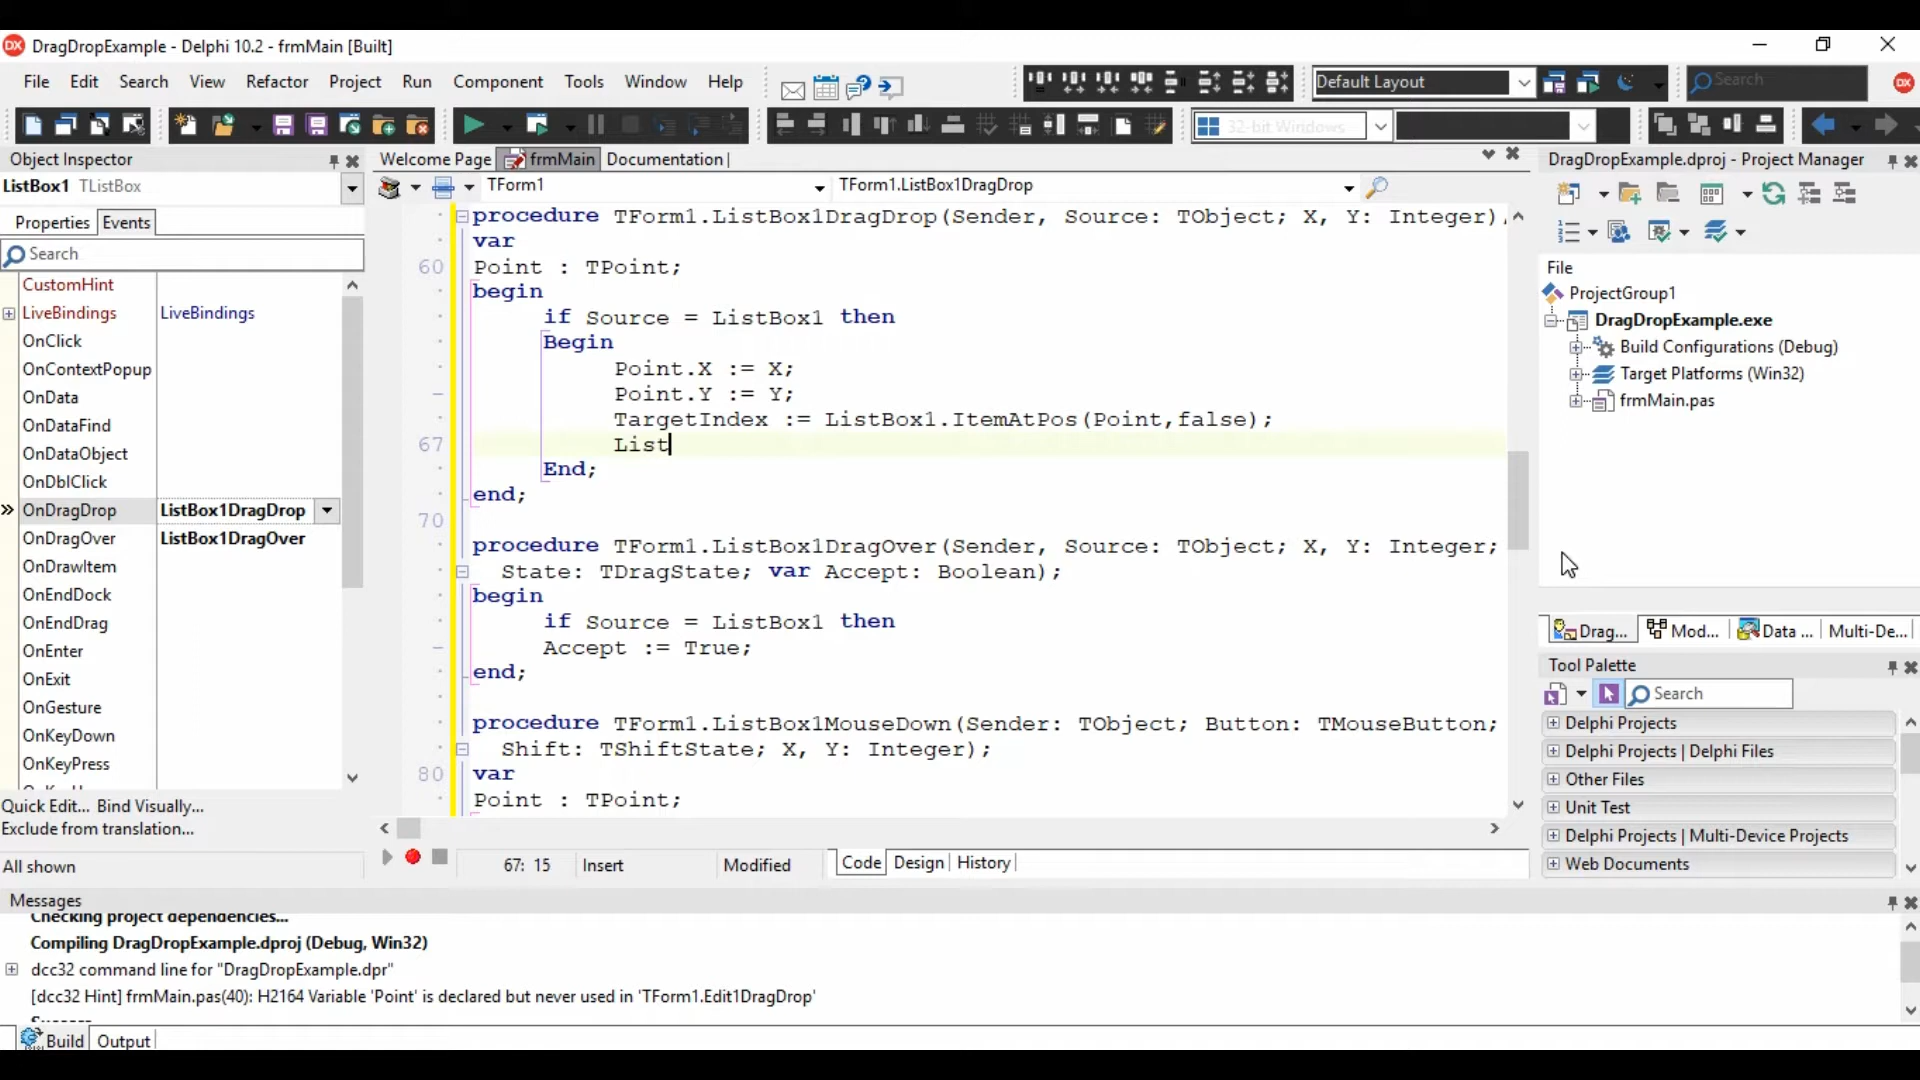 DX DragDropExample - Delphi 10.2 - frmMain [Built]
File Edit Search View Refactor Project Run Component Tools Window Help
Default Layout
Search
DX
32-bit Windows
Object Inspector
ListBox1 TListBox
Properties Events
Search
CustomHint
LiveBindings LiveBindings
OnClick
OnContextPopup
OnData
OnDataFind
OnDataObject
OnDblClick
OnDragDrop ListBox1DragDrop
OnDragOver ListBox1DragOver
OnDrawItem
OnEndDock
OnEndDrag
OnEnter
OnExit
OnGesture
OnKeyDown
OnKeyPress
Quick Edit... Bind Visually...
Exclude from translation...
All shown
Welcome Page frmMain Documentation
TForm1 TForm1.ListBox1DragDrop
procedure TForm1.ListBox1DragDrop(Sender, Source: TObject; X, Y: Integer)
var
60 Point : TPoint;
begin
if Source = ListBox1 then
Begin
Point.X := X;
Point.Y := Y;
TargetIndex := ListBox1.ItemAtPos(Point,false);
67 List
End;
end;
70
procedure TForm1.ListBox1DragOver(Sender, Source: TObject; X, Y: Integer;
State: TDragState; var Accept: Boolean);
begin
if Source = ListBox1 then
Accept := True;
end;
procedure TForm1.ListBox1MouseDown(Sender: TObject; Button: TMouseButton;
Shift: TShiftState; X, Y: Integer);
80 var
Point : TPoint;
67: 15 Insert Modified Code Design History
DragDropExample.dproj - Project Manager
File
ProjectGroup1
DragDropExample.exe
Build Configurations (Debug)
Target Platforms (Win32)
frmMain.pas
Drag... Mod... Data ... Multi-De...
Tool Palette
Search
Delphi Projects
Delphi Projects | Delphi Files
Other Files
Unit Test
Delphi Projects | Multi-Device Projects
Web Documents
Messages
Checking project dependencies...
Compiling DragDropExample.dproj (Debug, Win32)
dcc32 command line for "DragDropExample.dpr"
[dcc32 Hint] frmMain.pas(40): H2164 Variable 'Point' is declared but never used in 'TForm1.Edit1DragDrop'
Build Output